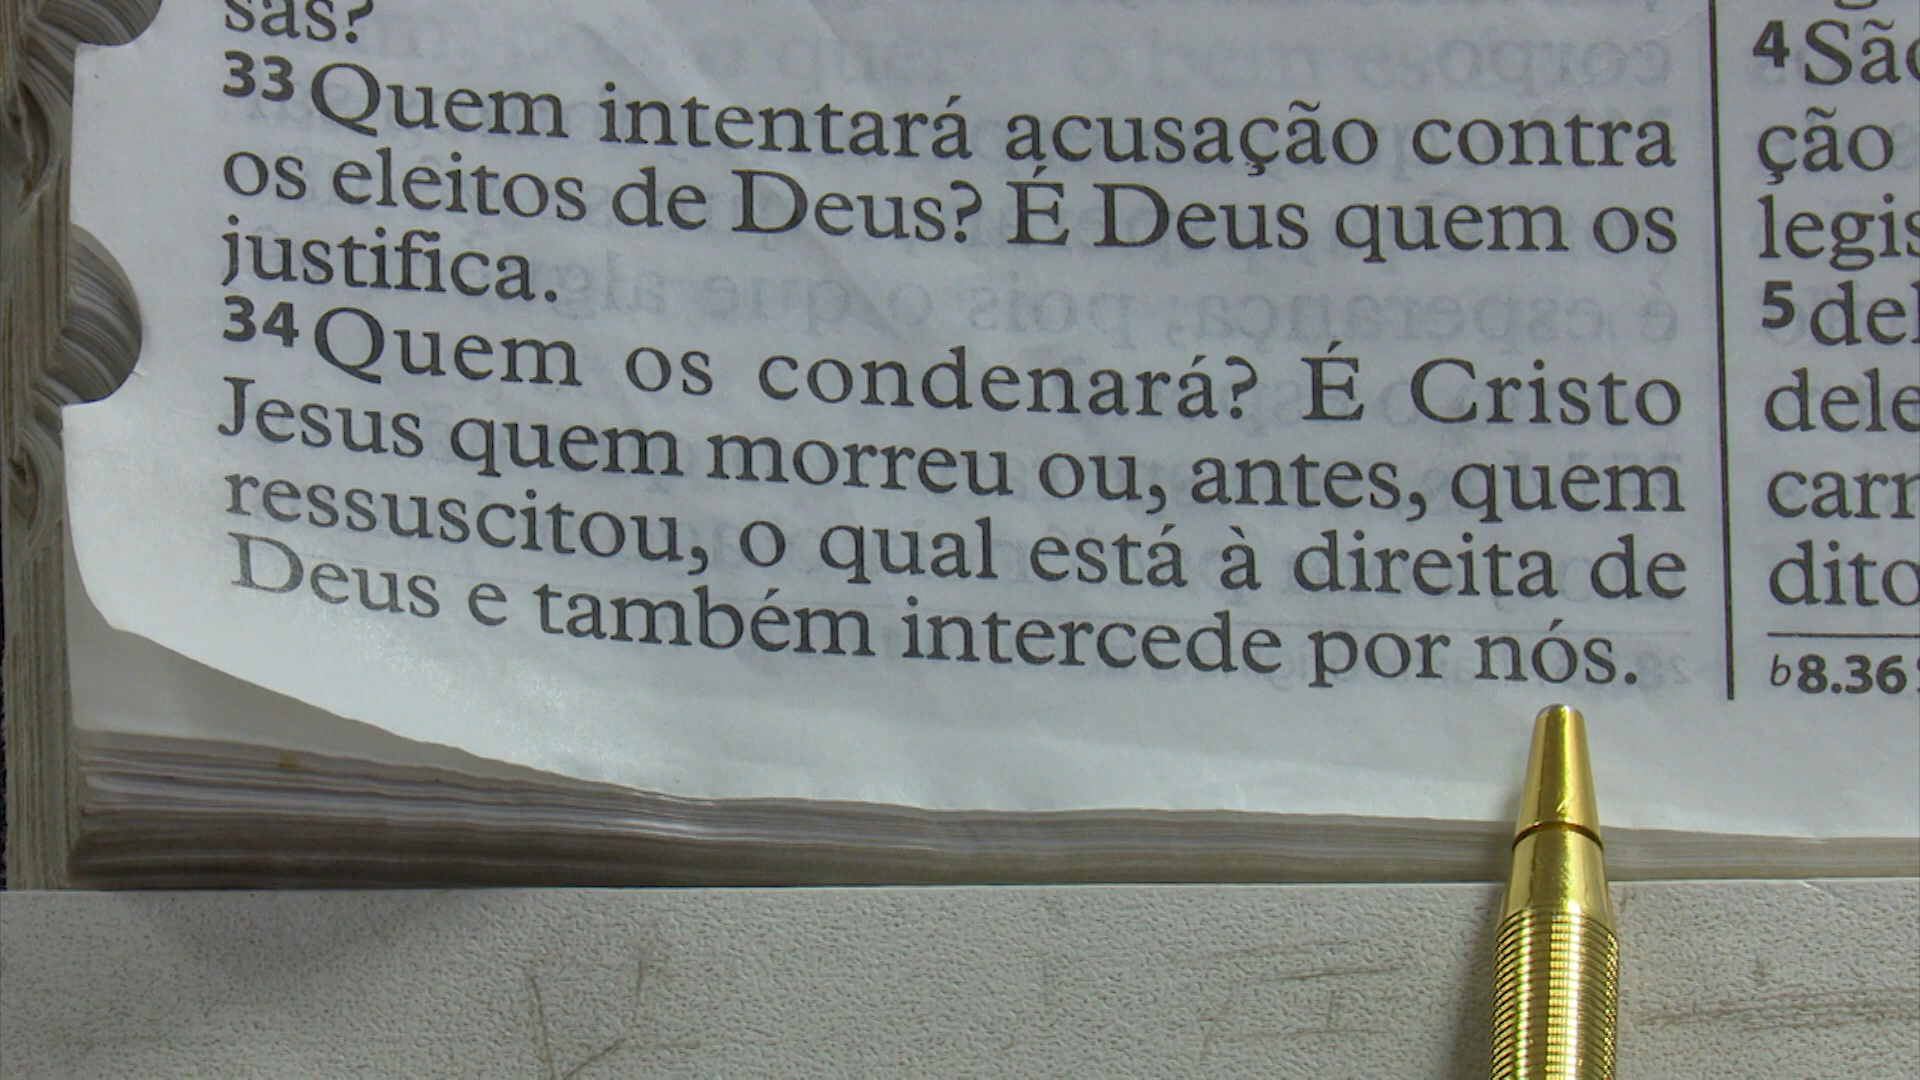 sas?
33 Quem intentará acusação contra
os eleitos de Deus? É Deus quem os
justifica.
34 Quem os condenará? É Cristo
Jesus quem morreu ou, antes, quem
ressuscitou, o qual está à direita de
Deus e também intercede por nós.
4 São
ção
legis
5 del
dele
carr
dito
b8.36